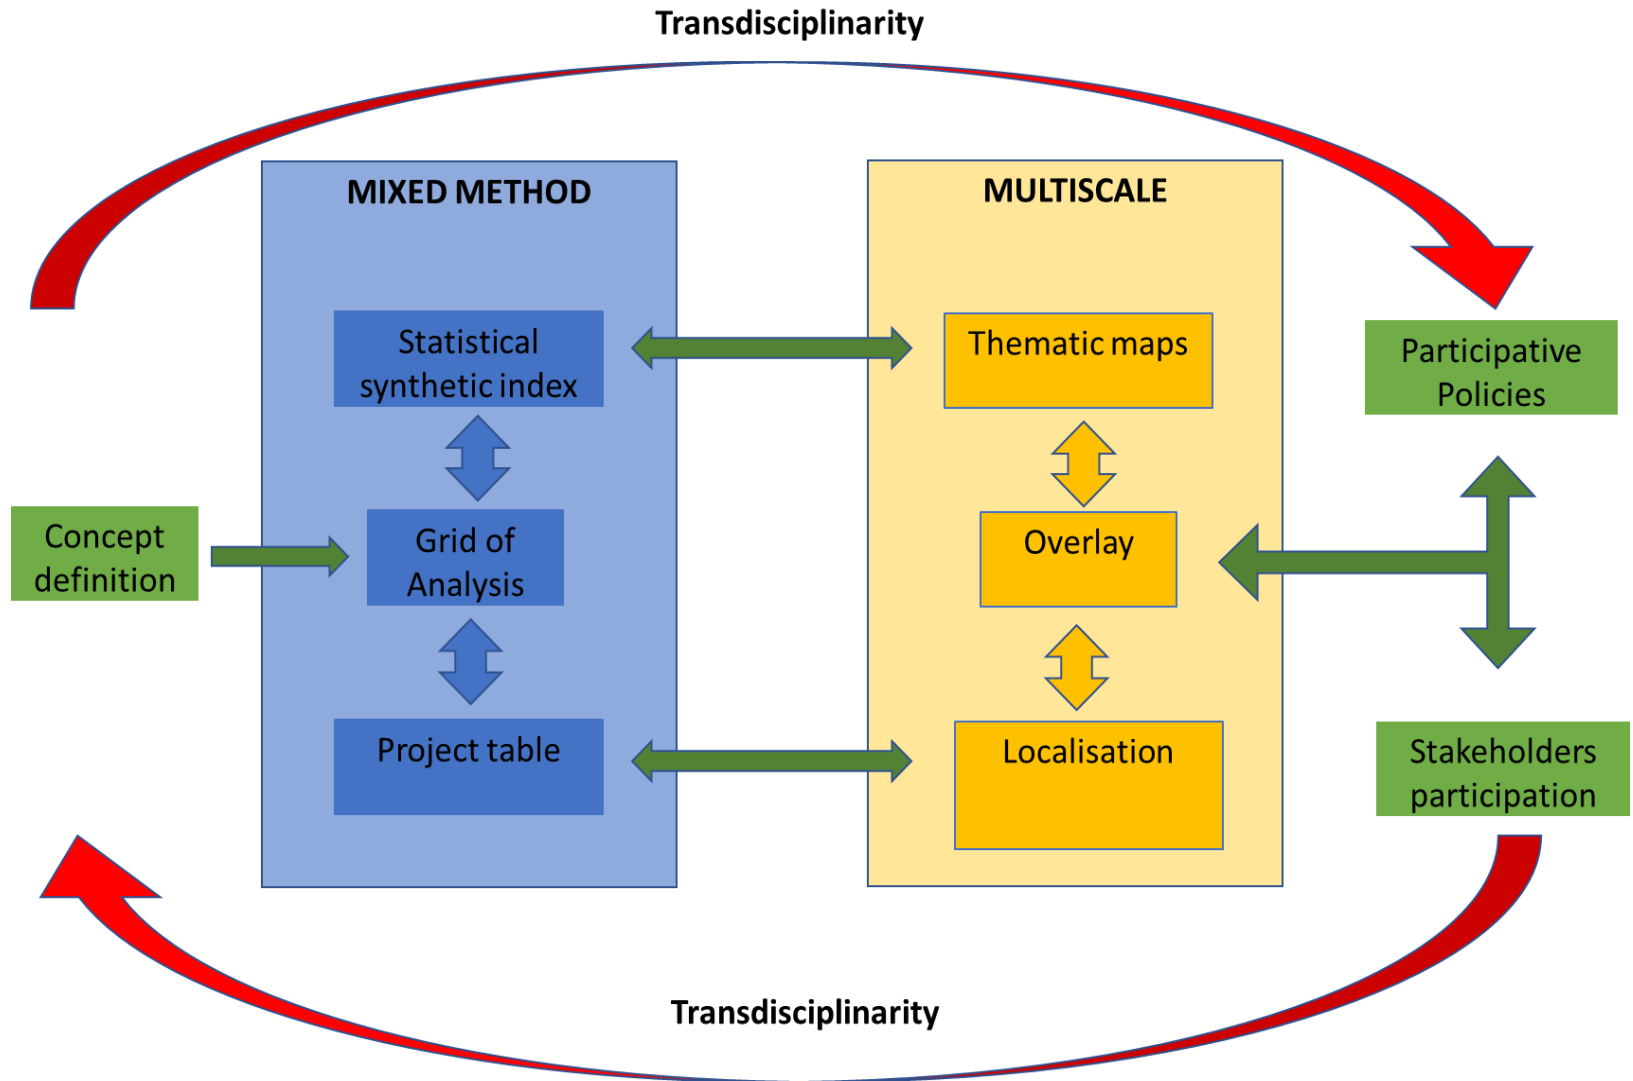 Transdisciplinarity
MIXED METHOD
MULTISCALE
Statistical
synthetic index
Thematic maps
Participative
Policies
Concept
definition
Grid of
Analysis
Overlay
Project table
Localisation
Stakeholders
participation
Transdisciplinarity